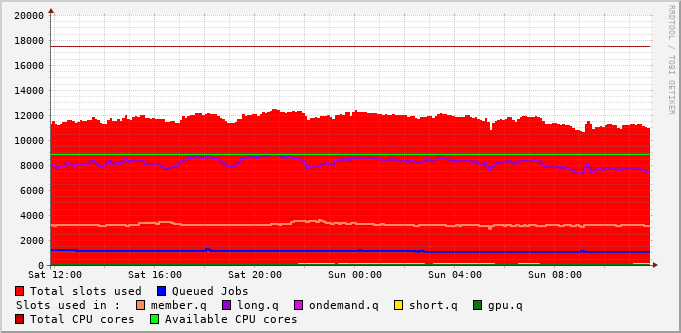 RRDTOOL / TOBI OETIKER
20000
18000
16000
14000
12000
10000
8000
6000
4000
2000
0
Sat 12:00 Sat 16:00 Sat 20:00 Sun 00:00 Sun 04:00 Sun 08:00
Total slots used Queued Jobs
Slots used in : member.q long.q ondemand.q short.q gpu.q
Total CPU cores Available CPU cores